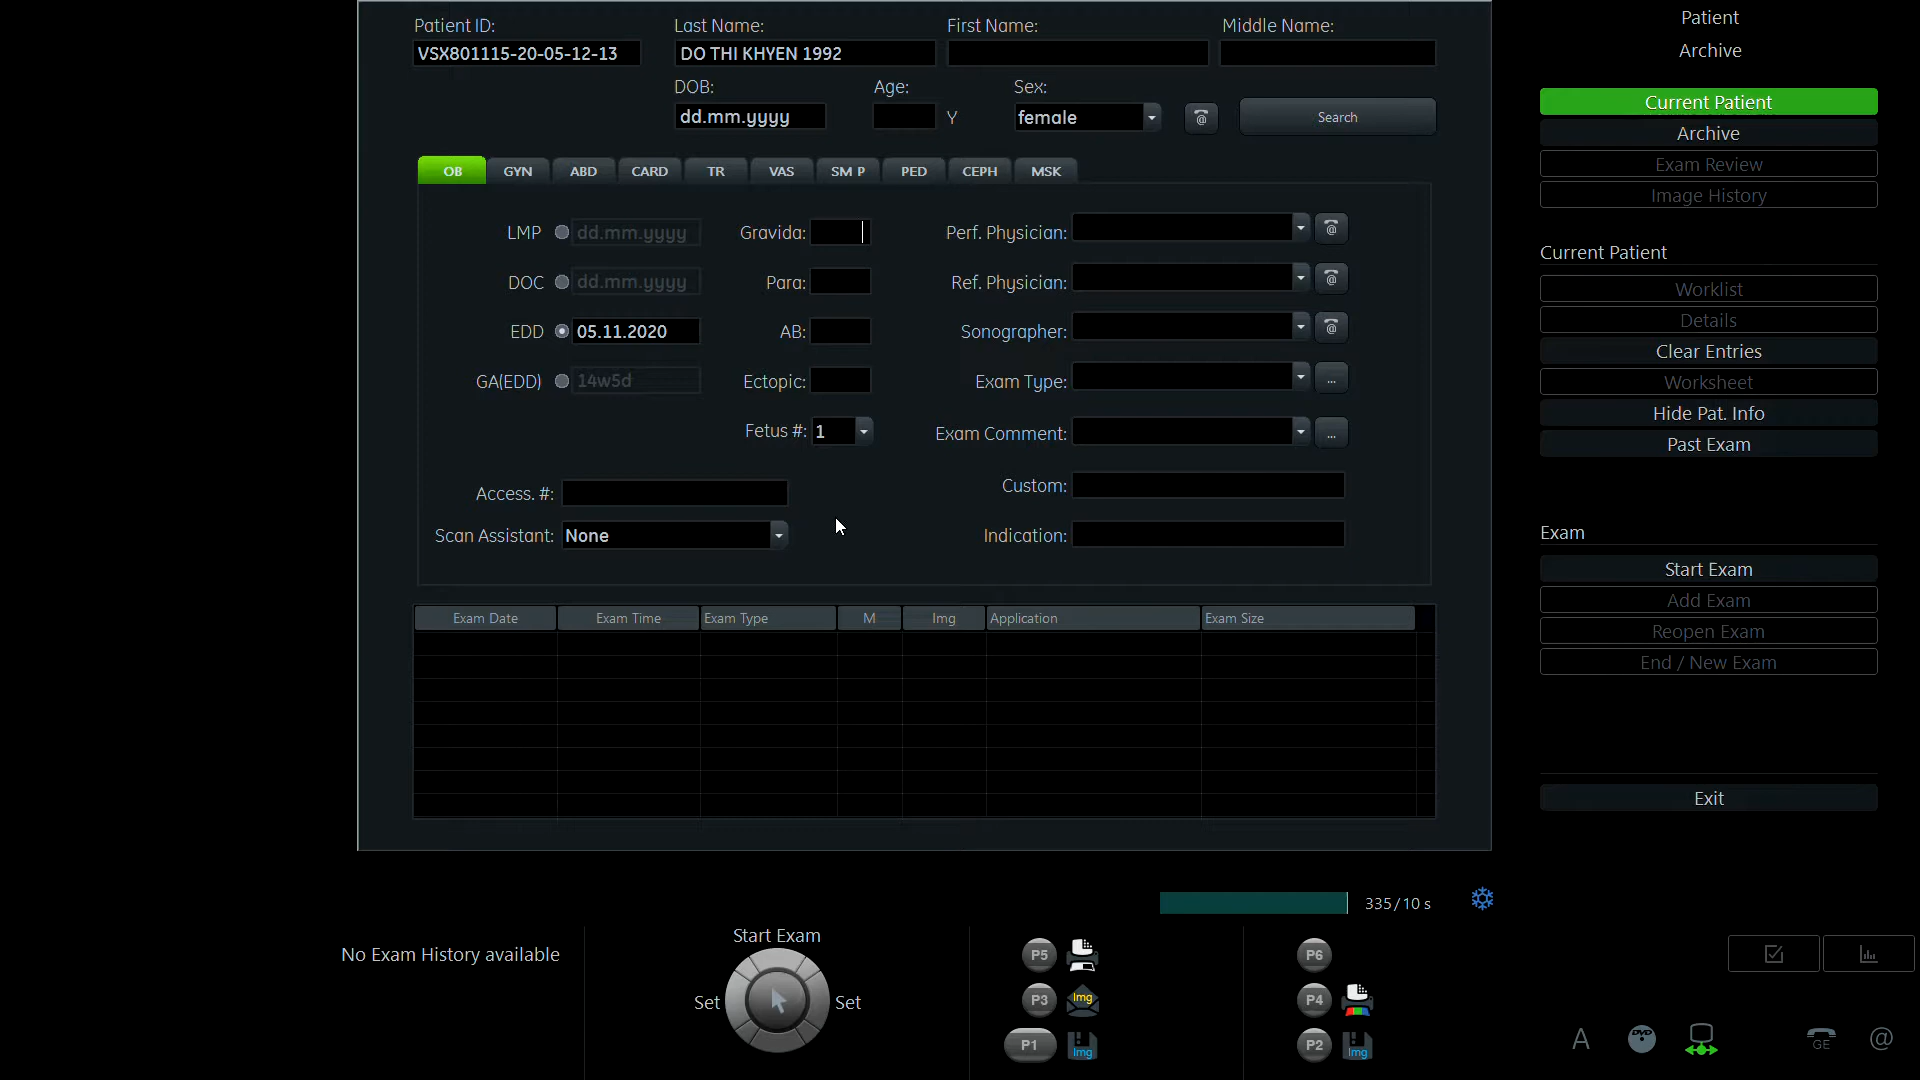 Patient ID: Last Name: First Name: Middle Name:
VSX801115-20-05-12-13 DO THI KHYEN 1992
DOB: Age: Sex:
dd.mm.yyyy Y female Search
OB GYN ABD CARD TR VAS SM P PED CEPH MSK
LMP dd.mm.yyyy Gravida: Perf. Physician:
DOC dd.mm.yyyy Para: Ref. Physician:
EDD 05.11.2020 AB: Sonographer:
GA(EDD) 14w5d Ectopic: Exam Type: ...
Fetus #: 1 Exam Comment: ...
Access. #: Custom:
Scan Assistant: None Indication:
Exam Date Exam Time Exam Type M Img Application Exam Size
Patient
Archive
Current Patient
Archive
Exam Review
Image History
Current Patient
Worklist
Details
Clear Entries
Worksheet
Hide Pat. Info
Past Exam
Exam
Start Exam
Add Exam
Reopen Exam
End / New Exam
Exit
335/10 s
No Exam History available
Start Exam
Set Set
P5
P3 Img
P1 Img
P6
P4
P2 Img
A DVD GE @